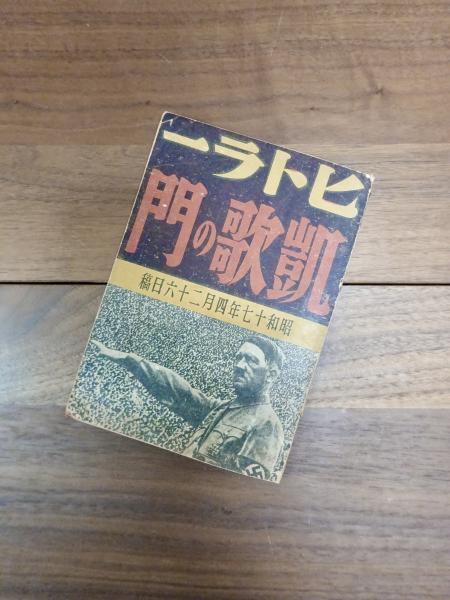 ヒトラー
凱歌の門
昭和十七年四月二十六日稿